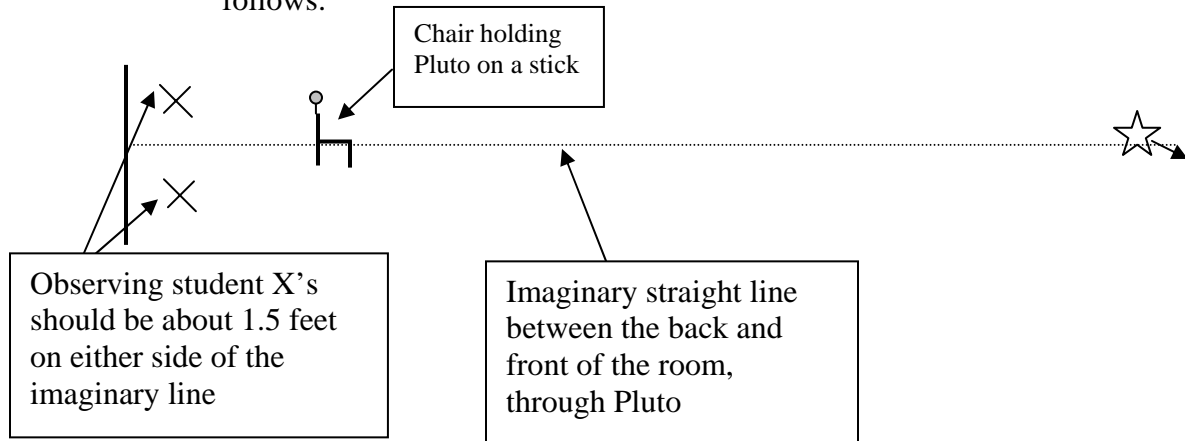 follows.
Chair holding
Pluto on a stick
Observing student X’s
should be about 1.5 feet
on either side of the
imaginary line
Imaginary straight line
between the back and
front of the room,
through Pluto